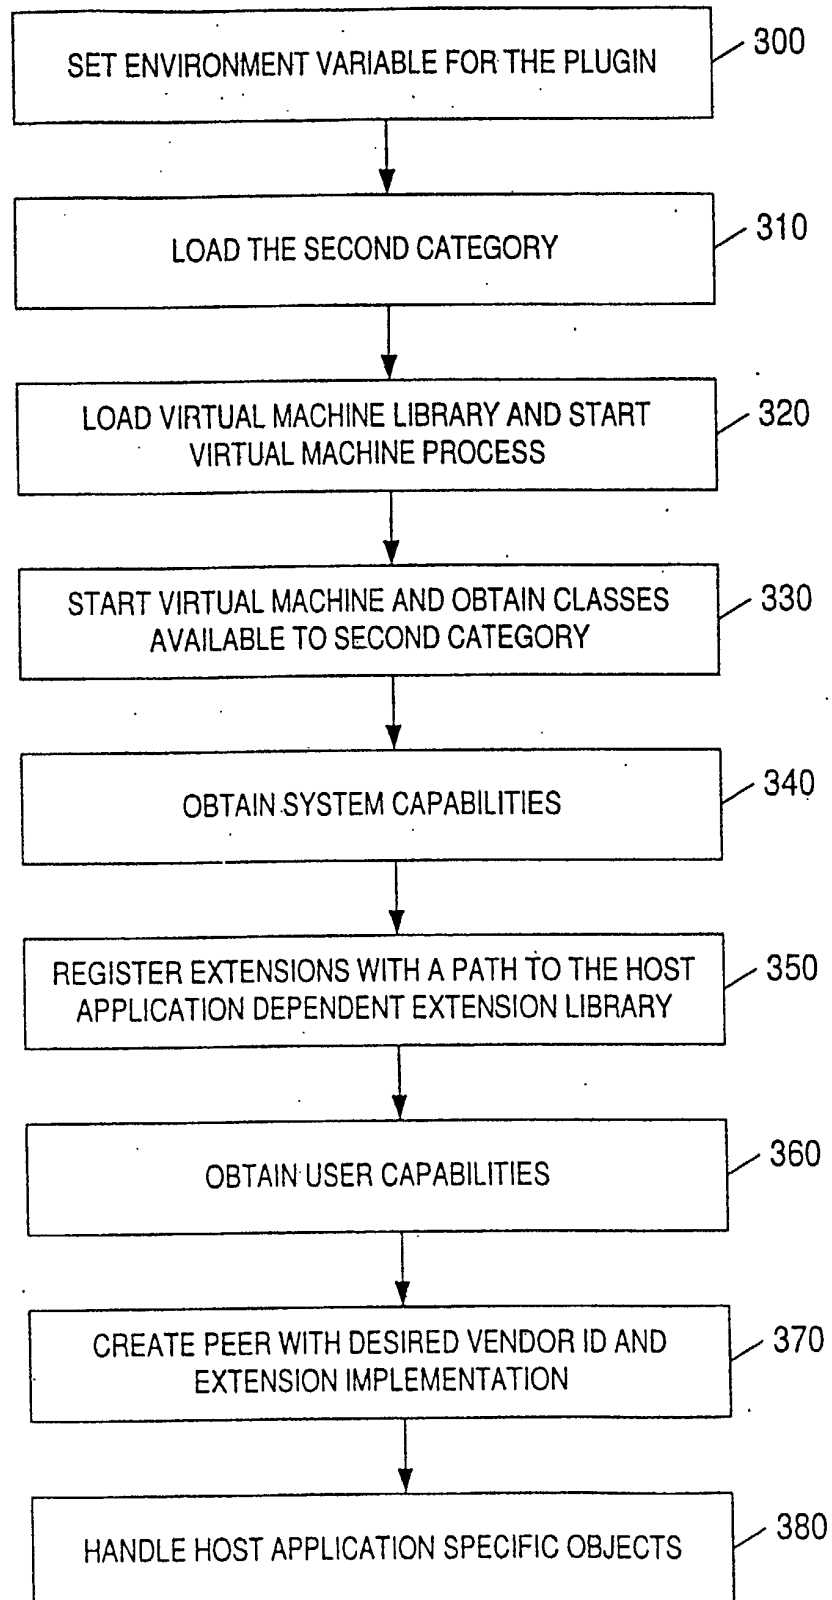 SET ENVIRONMENT VARIABLE FOR THE PLUGIN
300
LOAD THE SECOND CATEGORY
310
LOAD VIRTUAL MACHINE LIBRARY AND START
VIRTUAL MACHINE PROCESS
320
START VIRTUAL MACHINE AND OBTAIN CLASSES
AVAILABLE TO SECOND CATEGORY
330
OBTAIN SYSTEM CAPABILITIES
340
REGISTER EXTENSIONS WITH A PATH TO THE HOST
APPLICATION DEPENDENT EXTENSION LIBRARY
350
OBTAIN USER CAPABILITIES
360
CREATE PEER WITH DESIRED VENDOR ID AND
EXTENSION IMPLEMENTATION
370
HANDLE HOST APPLICATION SPECIFIC OBJECTS
380